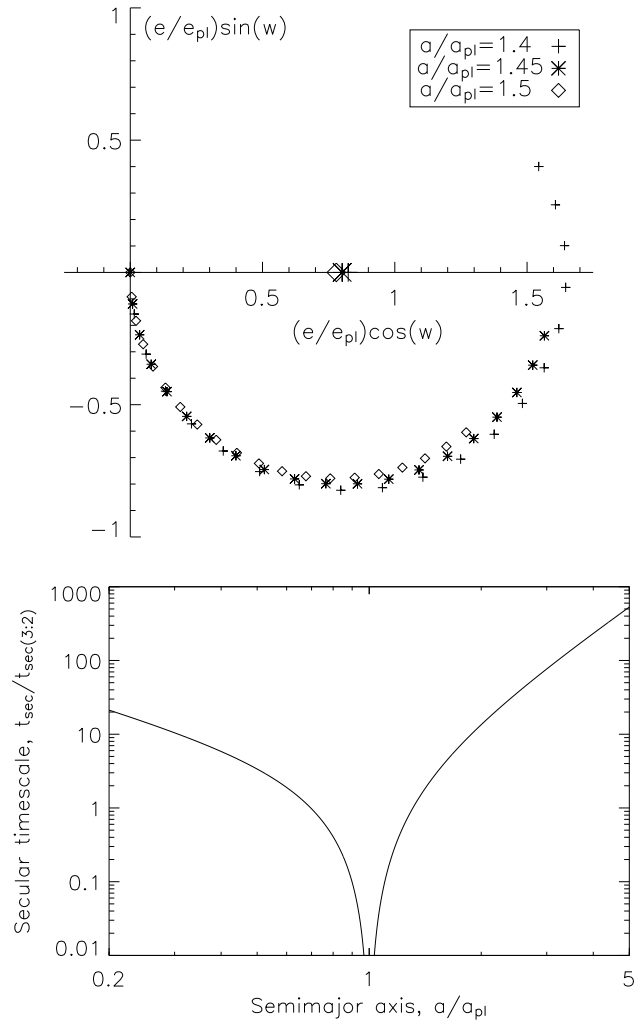 1
(e/e_pl)sin(w)
a/a_pl=1.4
a/a_pl=1.45
a/a_pl=1.5
0.5
0
0.5
1
1.5
(e/e_pl)cos(w)
−0.5
−1
Secular timescale, t_sec/t_sec(3:2)
1000
100
10
1
0.1
0.01
0.2
1
5
Semimajor axis, a/a_pl